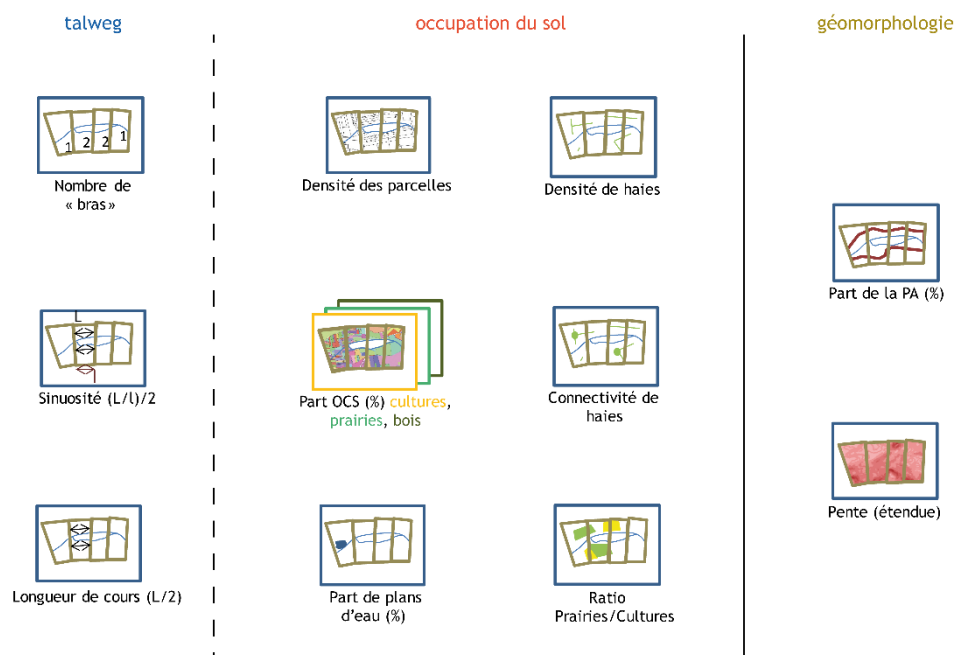 talweg
occupation du sol
géomorphologie
1
2
2
1
Nombre de
« bras»
Densité des parcelles
Densité de haies
Part de la PA (%)
L
l
Sinuosité (L/l)/2
Part OCS (%) cultures,
prairies, bois
Connectivité de
haies
Pente (étendue)
Longueur de cours (L/2)
Part de plans
d'eau (%)
Ratio
Prairies/Cultures